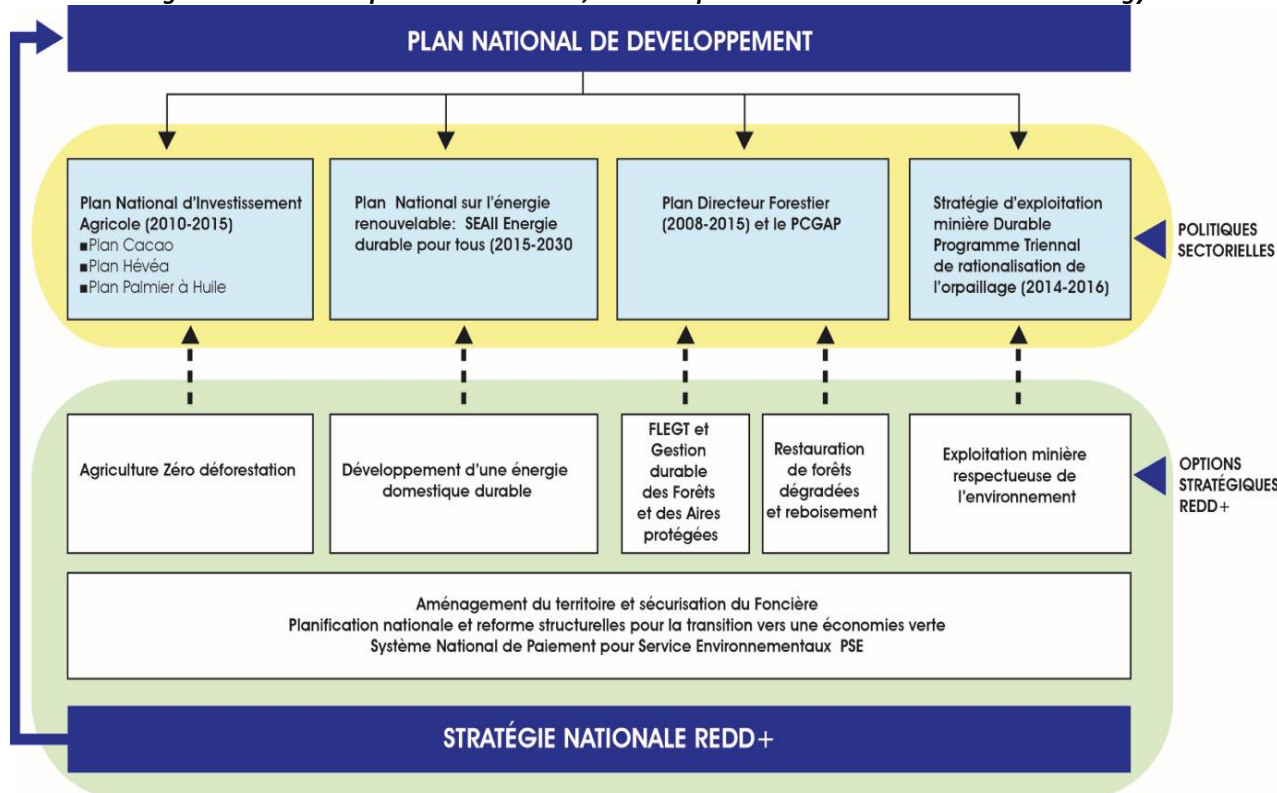 PLAN NATIONAL DE DEVELOPPEMENT
Plan National d'Investissement
Agricole (2010-2015)
■Plan Cacao
■Plan Hévéa
■Plan Palmier à Huile
Plan National sur l'énergie
renouvelable: SEAll Energie
durable pour tous (2015-2030
Plan Directeur Forestier
(2008-2015) et le PCGAP
Stratégie d'exploitation
minière Durable
Programme Triennal
de rationalisation de
l'orpaillage (2014-2016)
POLITIQUES
SECTORIELLES
Agriculture Zéro déforestation
Développement d'une énergie
domestique durable
FLEGT et
Gestion
durable
des Forêts
et des Aires
protégées
Restauration
de forêts
dégradées
et reboisement
Exploitation minière
respectueuse de
l'environnement
OPTIONS
STRATÉGIQUES
REDD+
Aménagement du territoire et sécurisation du Foncière
Planification nationale et reforme structurelles pour la transition vers une économies verte
Système National de Paiement pour Service Environnementaux PSE
STRATÉGIE NATIONALE REDD+